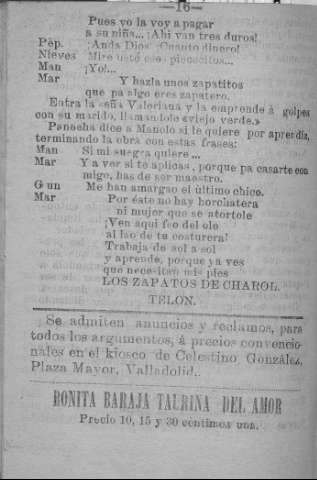 —16—
Pues yo la voy a pagar
a su niña... ¡Ahi van tres duros!
Pep. ¡Anda Dios ¡Cuanto dinero!
Nieves Mire usté ese:
Man ¡Yo!...
Mar Y hazla unos zapatitos
que pa algo eres zapatero.
Entra la señá Valeriana y la emprende á golpes
con su marido, llamándole «viejo verde.»
Panocha dice a Manolo si le quiere por aprendiz,
terminando la obra con estas frases:
Man Si mi suegra quiere...
Mar Y a ver si te aplicas, porque pa casarte con
migo, has de ser maestro.
Gun Me han amargao el último chico.
Mar Por éste no hay horchatera
ni mujer que se atortole
¡Ven aquí feo del ole
al lao de tu costurera!
Trabaja de sol a sol
y aprende, porque ya ves
que necesitan mis pies
LOS ZAPATOS DE CHAROL.
TELON.
Se admiten anuncios y reclamos, para
todos los argumentos, á precios convencio-
nales en el kiosco de Celestino González,
Plaza Mayor, Valladolid.
BONITA BARAJA TAURINA DEL AMOR
Precio 10, 15 y 30 céntimos una.